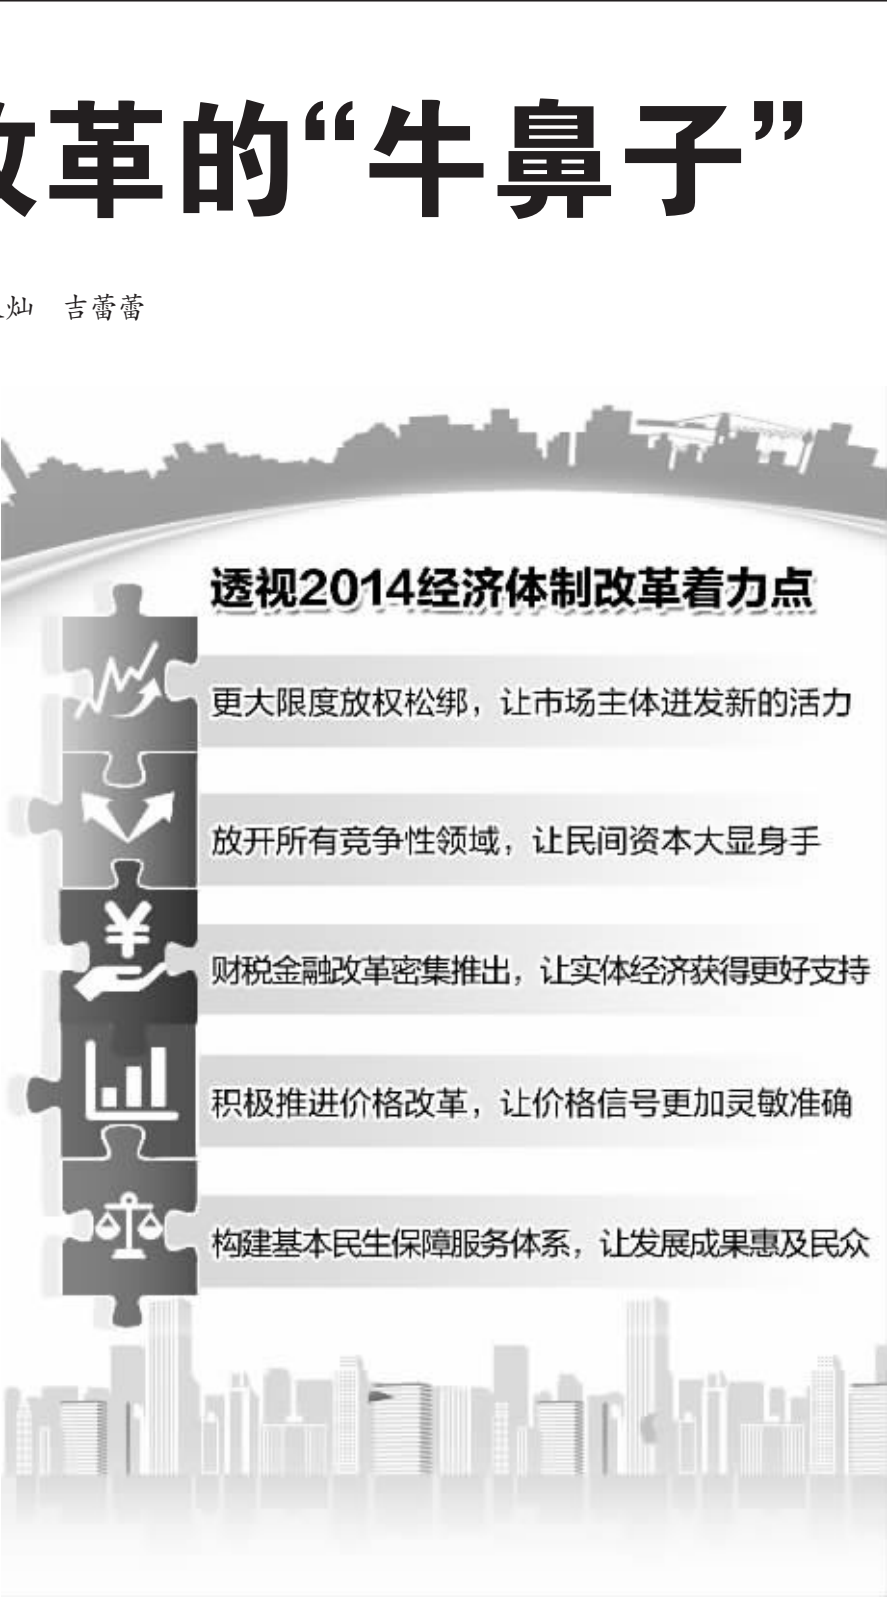 改革的“牛鼻子”
灿 吉蕾蕾
透视2014经济体制改革着力点
更大限度放权松绑，让市场主体迸发新的活力
放开所有竞争性领域，让民间资本大显身手
财税金融改革密集推出，让实体经济获得更好支持
积极推进价格改革，让价格信号更加灵敏准确
构建基本民生保障服务体系，让发展成果惠及民众